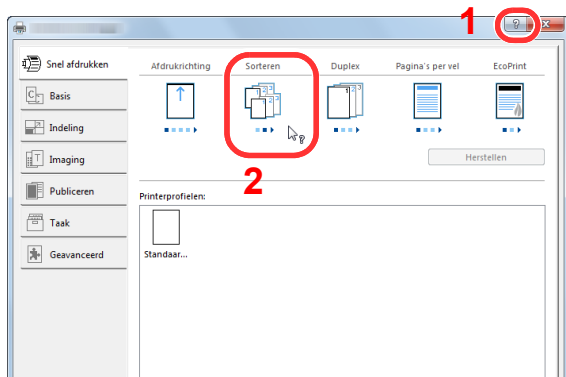 1
?
Snel afdrukken
Afdrukrichting Sorteren Duplex Pagina's per vel EcoPrint
Basis
Indeling
Herstellen
Imaging
2
Publiceren
Printerprofielen:
Taak
Standaar...
Geavanceerd